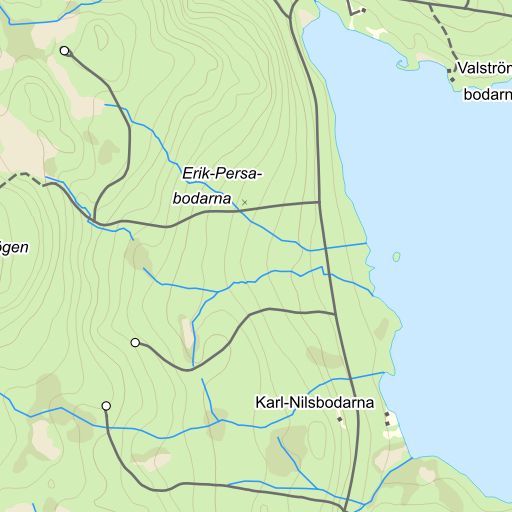 Valströn
bodarn
Erik-Persa-
bodarna
ögen
Karl-Nilsbodarna